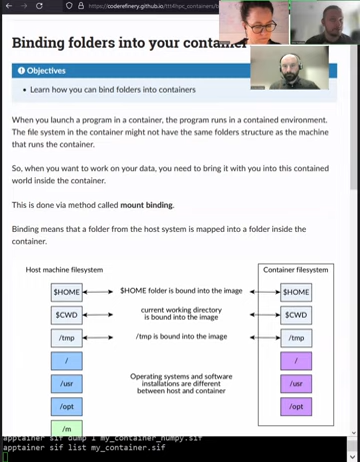 https://coderefinery.github.io/ttt4hpc_containers/b
Binding folders into your
Objectives
Learn how you can bind folders into containers
When you launch a program in a container, the program runs in a contained environment.
The file system in the container might not have the same folders structure as the machine
that runs the container.
So, when you want to work on your data, you need to bring it with you into this contained
world inside the container.
This is done via method called mount binding.
Binding means that a folder from the host system is mapped into a folder inside the
container.
Host machine filesystem
Container filesystem
$HOME
$HOME folder is bound into the image
$HOME
$CWD
current working directory
is bound into the image
$CWD
/tmp
/tmp is bound into the image
/tmp
/
/
/usr
Operating systems and software
installations are different
between host and container
/usr
/opt
/opt
/m
apptainer sif dump 1 my_container_numpy.sif
apptainer sif list my_container.sif